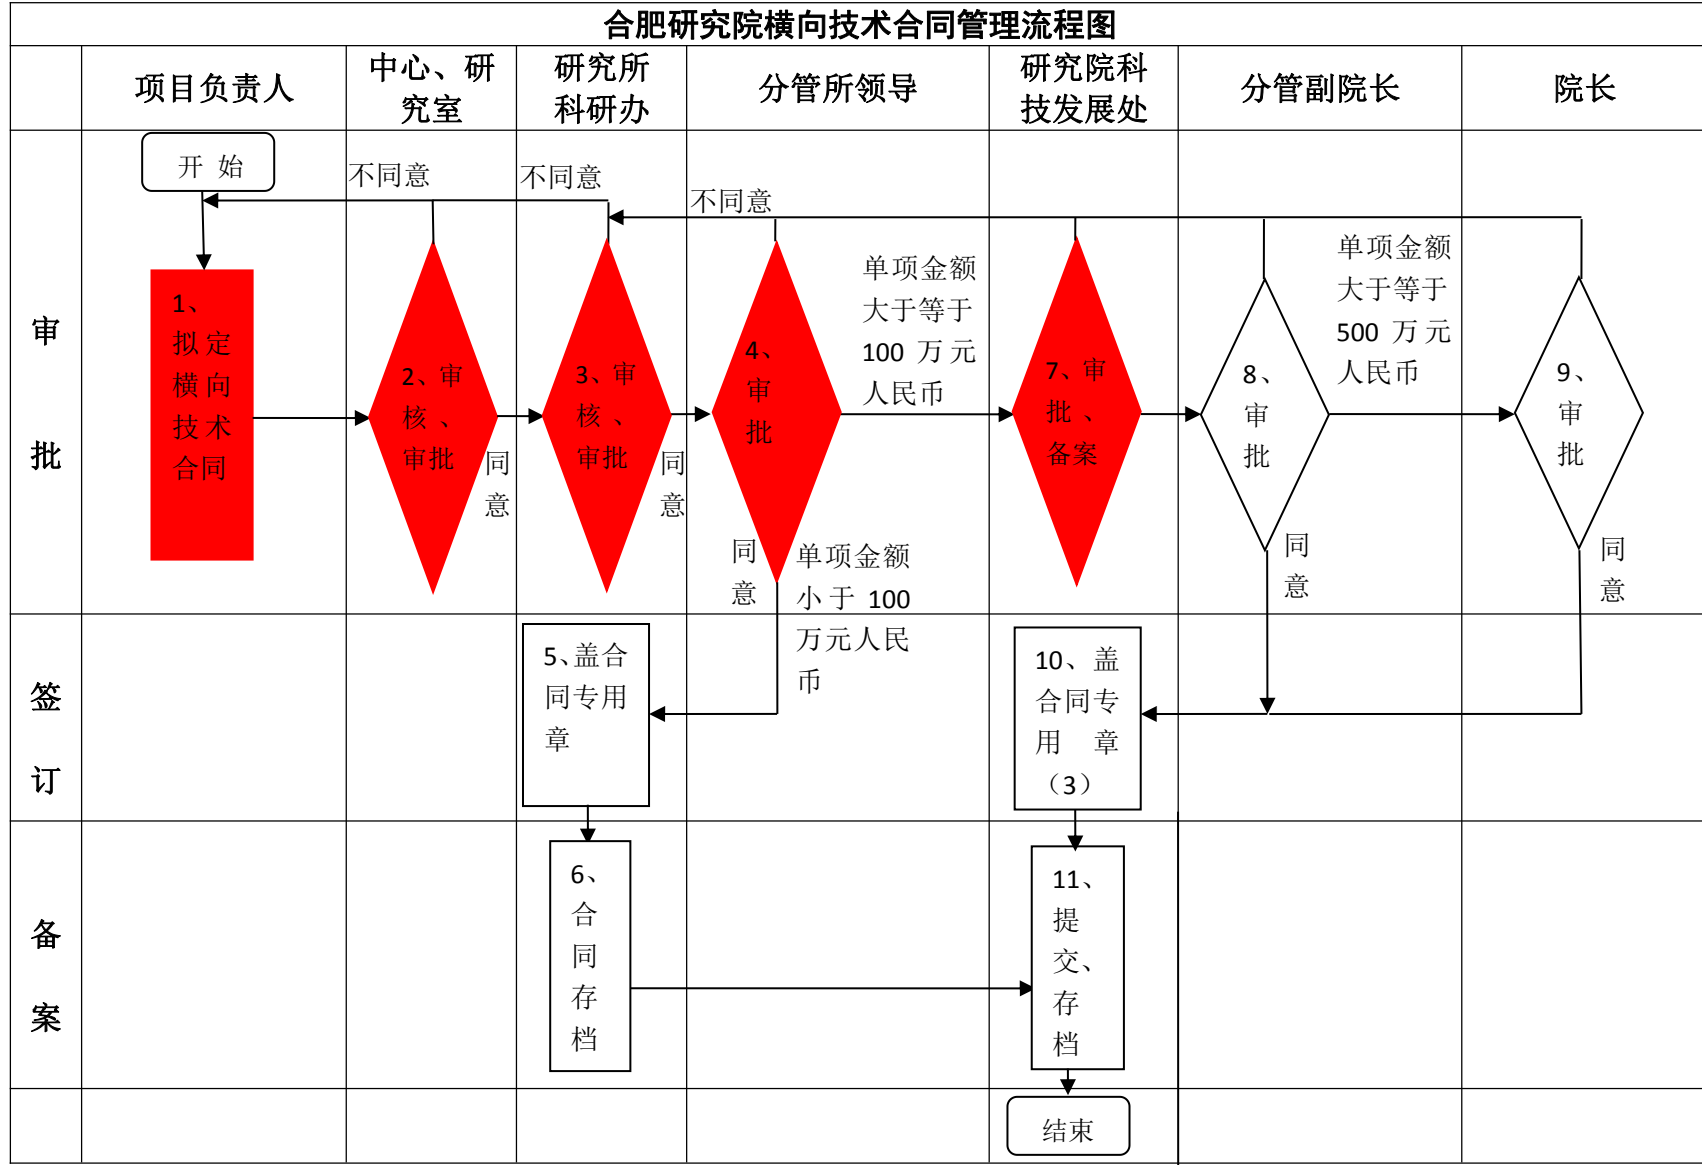 合肥研究院横向技术合同管理流程图
项目负责人
中心、研
究室
研究所
科研办
分管所领导
研究院科
技发展处
分管副院长
院长
审
批
开 始
不同意
不同意
不同意
1、
拟定
横向
技术
合同
2、审
核、
审批
同
意
3、审
核、
审批
同
意
4、
审
批
单项金额
大于等于
100 万元
人民币
同
意
单项金额
小于 100
万元人民
币
7、审
批、
备案
8、
审
批
单项金额
大于等于
500 万元
人民币
同
意
9、
审
批
同
意
签
订
5、盖合
同专用
章
10、盖
合同专
用 章
（3）
备
案
6、
合
同
存
档
11、
提
交、
存
档
结束